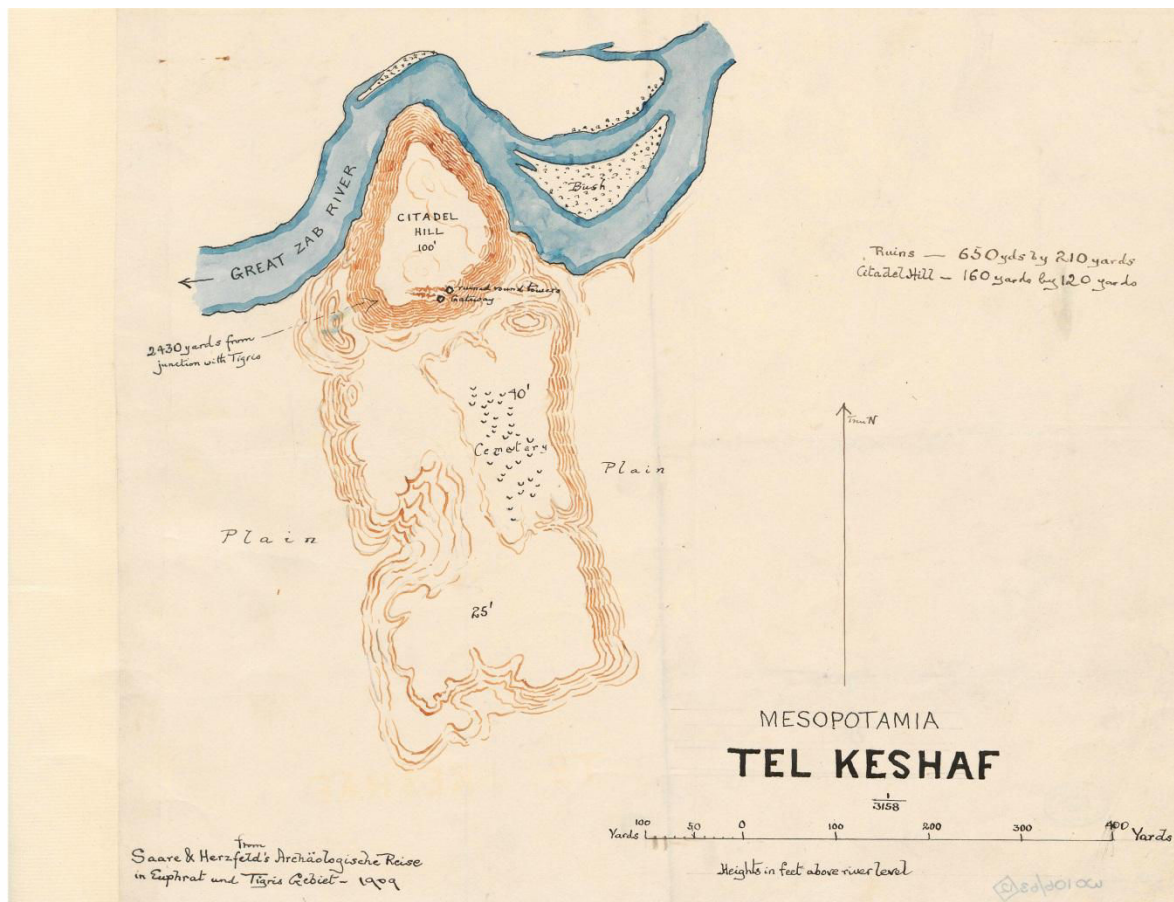 GREAT ZAB RIVER
Bush
CITADEL
HILL
100'
ruined round towers
Gateway
Ruins — 650 yds by 210 yards
Citadel Hill — 160 yards by 120 yards
2430 yards from
junction with Tigris
40'
Cemetary
Plain
Plain
25'
True N
MESOPOTAMIA
TEL KESHAF
1
3158
Yards 100 50 0 100 200 300 400 Yards
Heights in feet above river level
from
Saare & Herzfeld's Archäologische Reise
in Euphrat und Tigris Gebiet - 1909